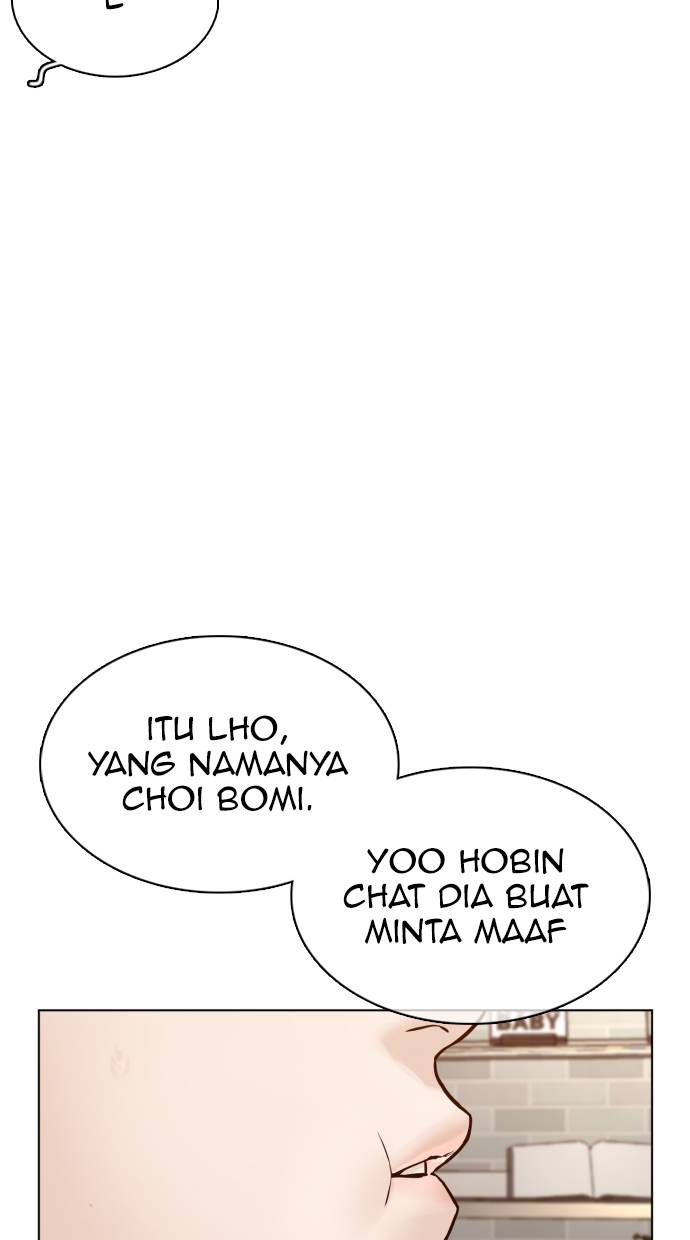 ITU LHO,
YANG NAMANYA
CHOI BOMI.
YOO HOBIN
CHAT DIA BUAT
MINTA MAAF
BABY